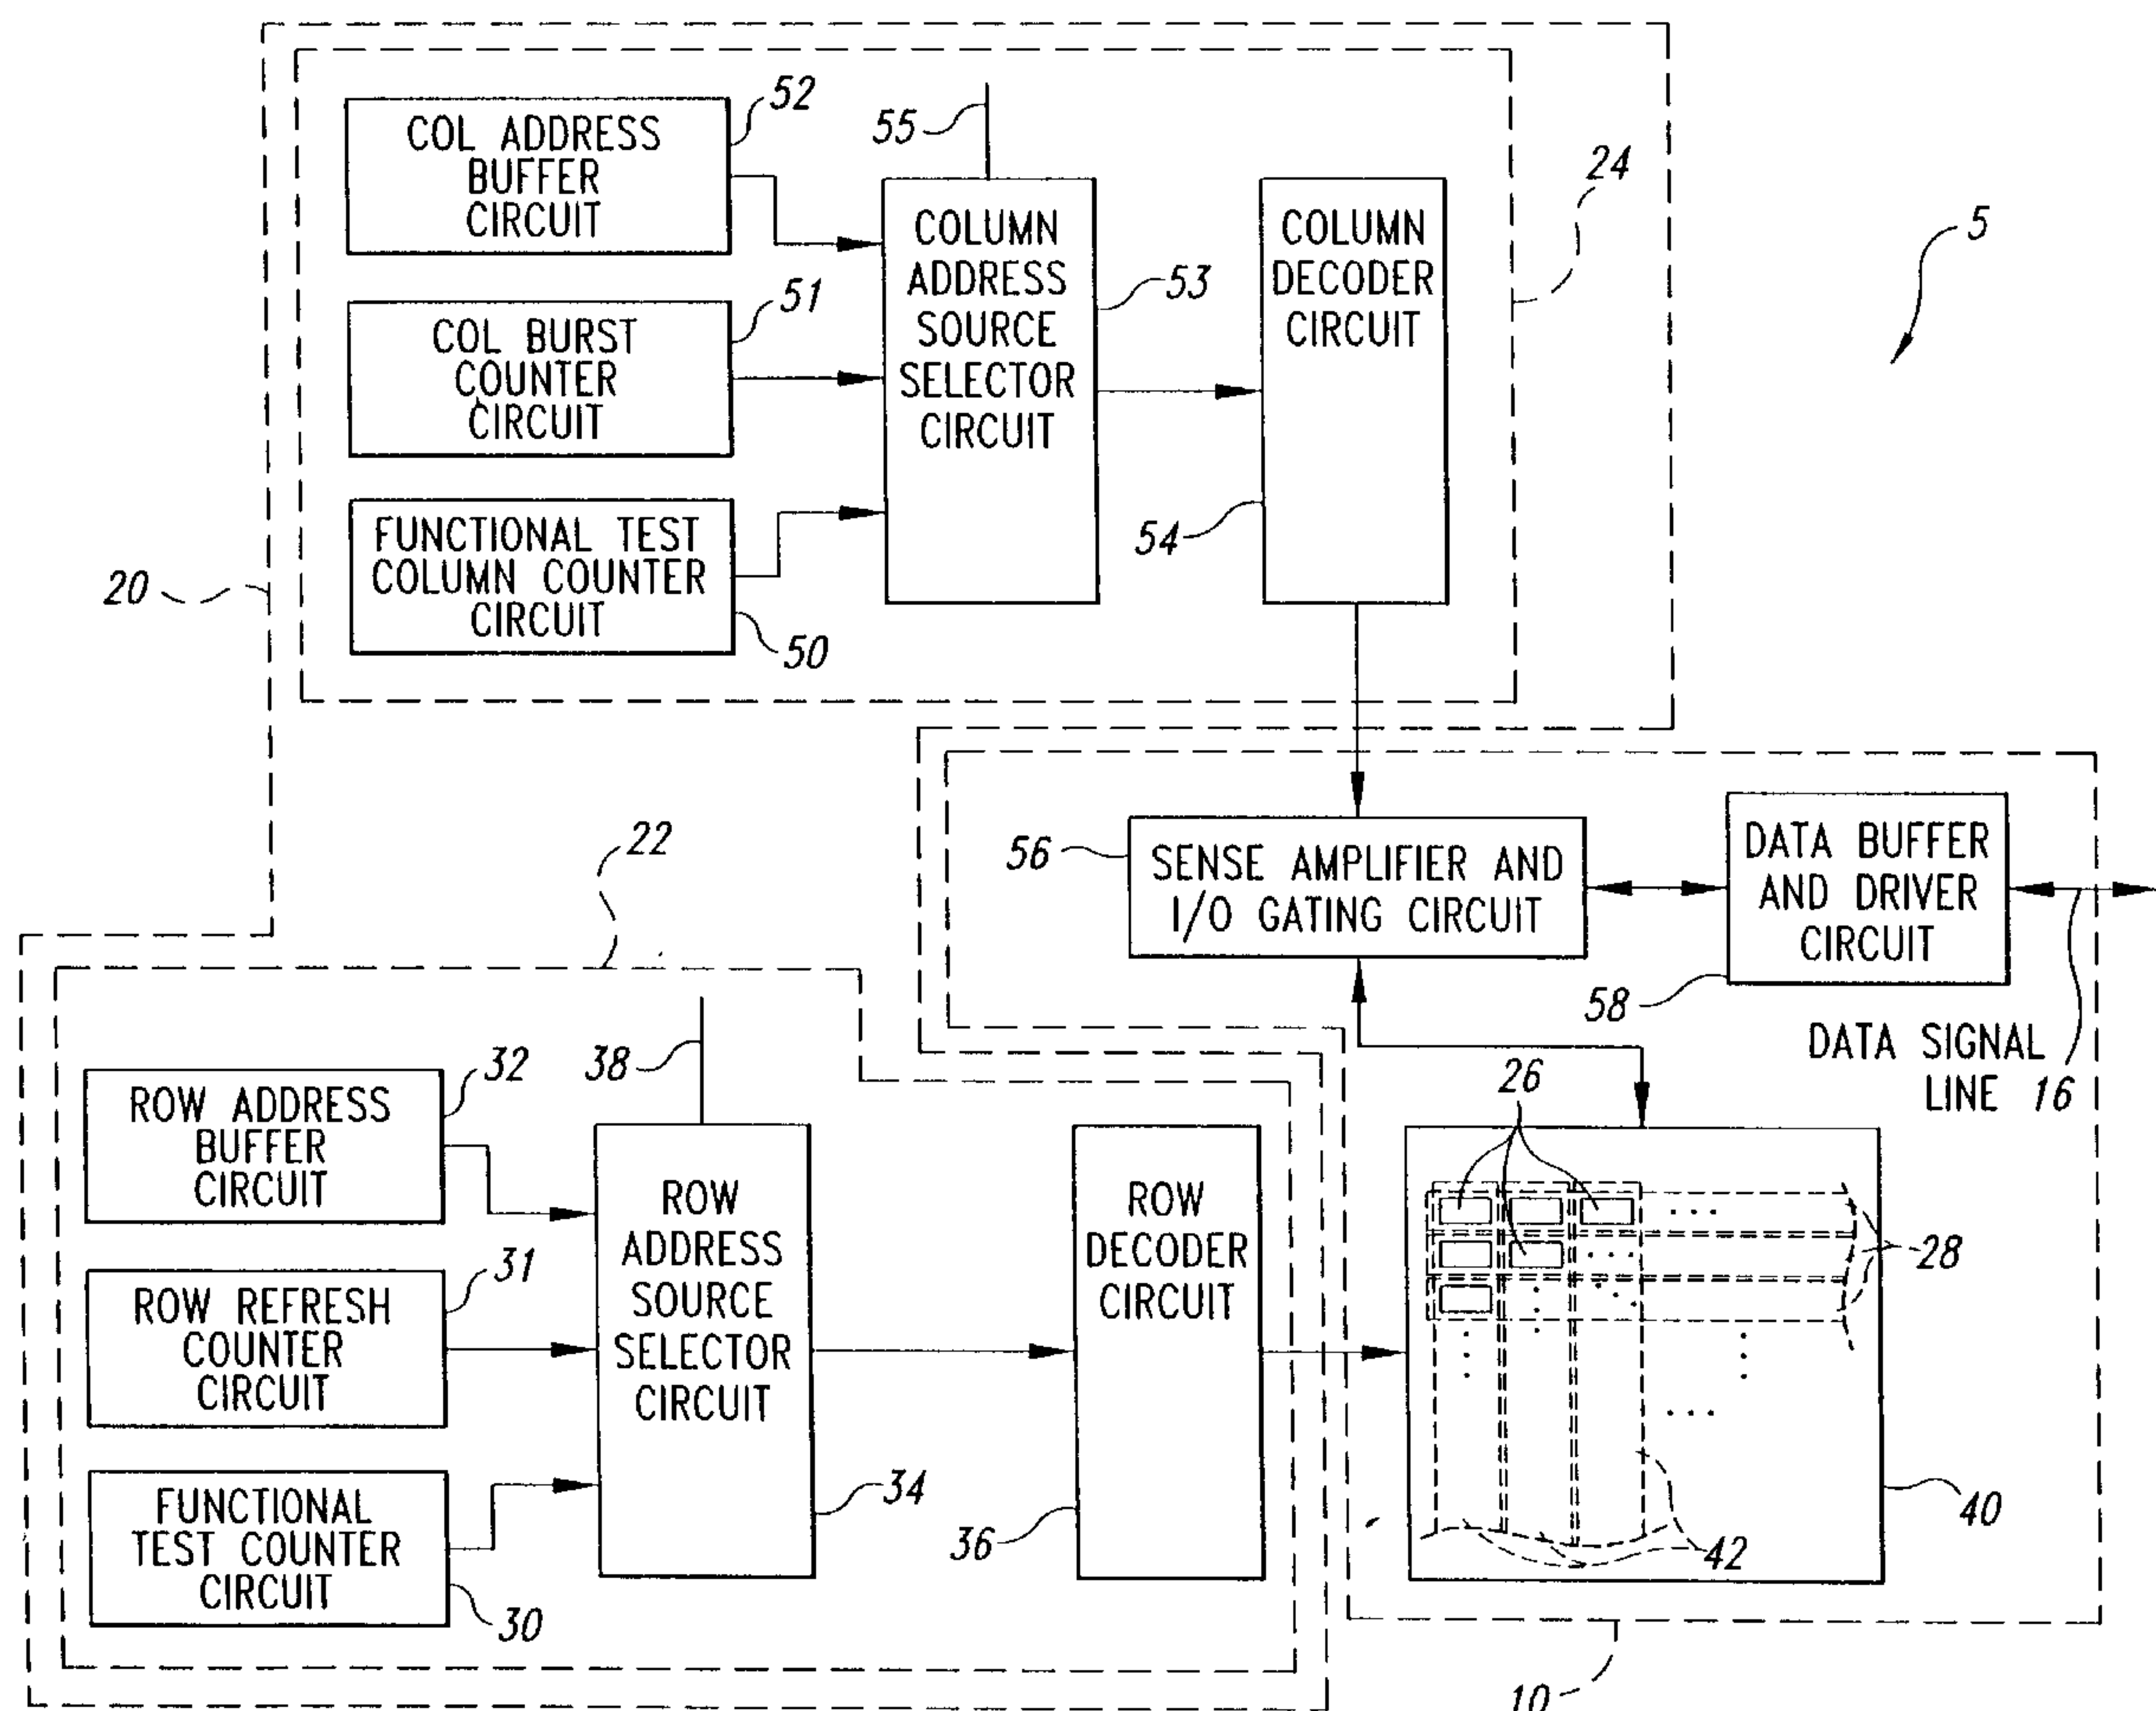 COL ADDRESS
BUFFER
CIRCUIT
52
COL BURST
COUNTER
CIRCUIT
51
FUNCTIONAL TEST
COLUMN COUNTER
CIRCUIT
50
55
COLUMN
ADDRESS
SOURCE
SELECTOR
CIRCUIT
53
COLUMN
DECODER
CIRCUIT
54
24
5
20
22
56
SENSE AMPLIFIER AND
I/O GATING CIRCUIT
DATA BUFFER
AND DRIVER
CIRCUIT
58
DATA SIGNAL
LINE 16
ROW ADDRESS
BUFFER
CIRCUIT
32
ROW REFRESH
COUNTER
CIRCUIT
31
FUNCTIONAL
TEST COUNTER
CIRCUIT
30
38
ROW
ADDRESS
SOURCE
SELECTOR
CIRCUIT
34
ROW
DECODER
CIRCUIT
36
26
28
42
40
10